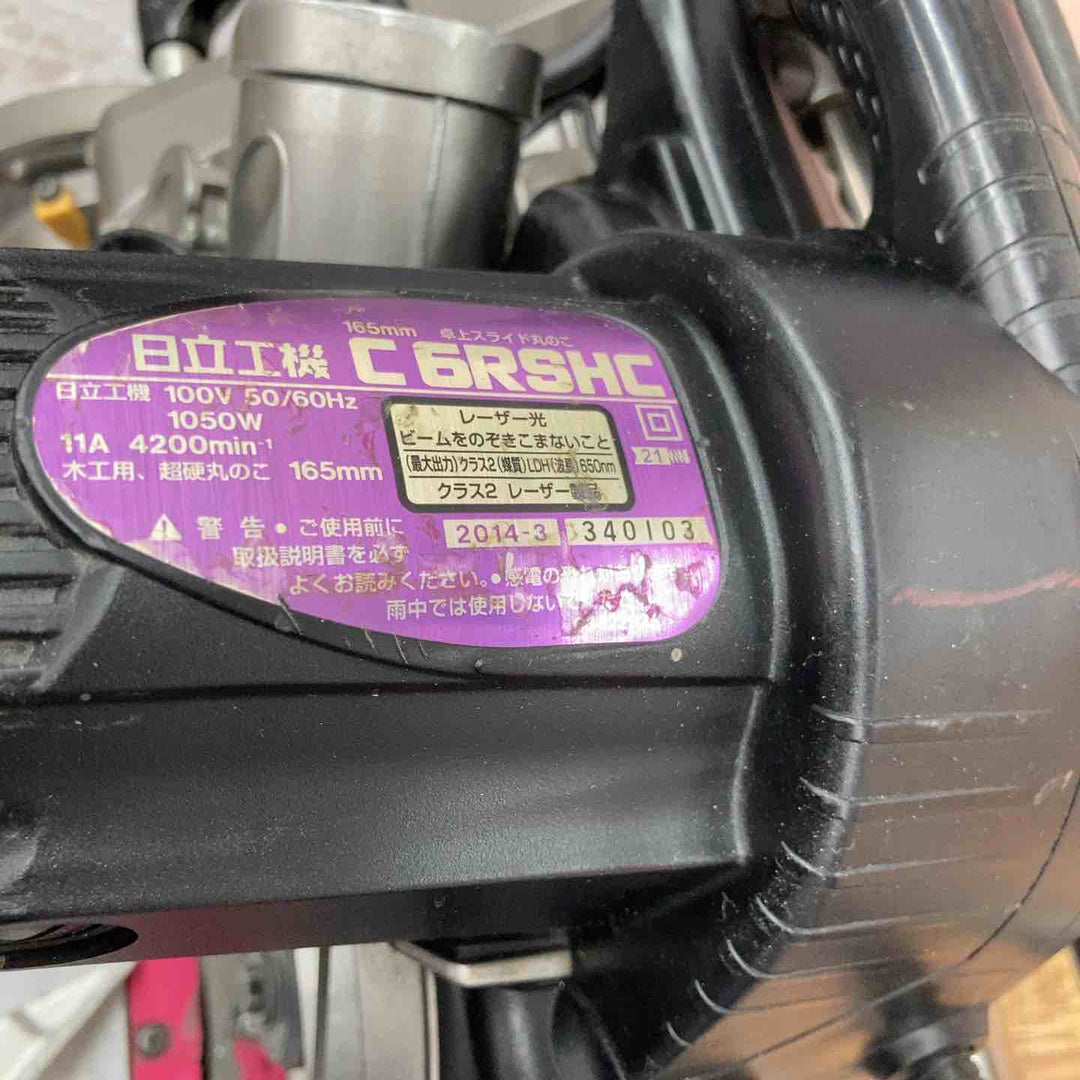 165mm 卓上スライド丸のこ
日立工機 C 6RSHC
日立工機 100V 50/60Hz
1050W
11A 4200min⁻¹
木工用、超硬丸のこ 165mm
レーザー光
ビームをのぞきこまないこと
(最大出力)クラス2(媒質)LDH(波長)650nm
クラス2 レーザー製品
21 NN
警告 • ご使用前に
取扱説明書を必ず
よくお読みください。• 感電の
雨中では使用しない
2014-3 340103